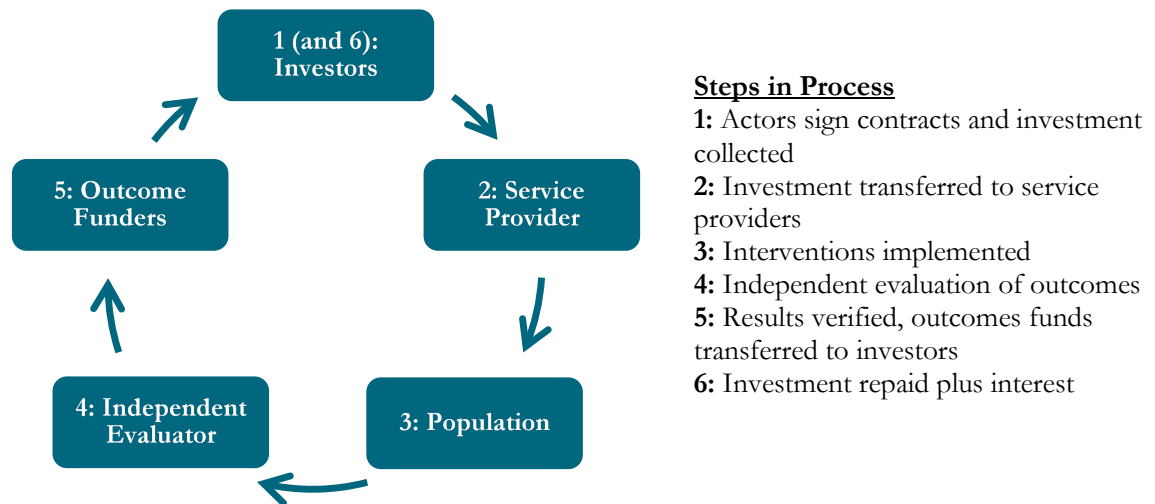 1 (and 6):
Investors
2: Service
Provider
3: Population
4: Independent
Evaluator
5: Outcome
Funders
Steps in Process
1: Actors sign contracts and investment
collected
2: Investment transferred to service
providers
3: Interventions implemented
4: Independent evaluation of outcomes
5: Results verified, outcomes funds
transferred to investors
6: Investment repaid plus interest